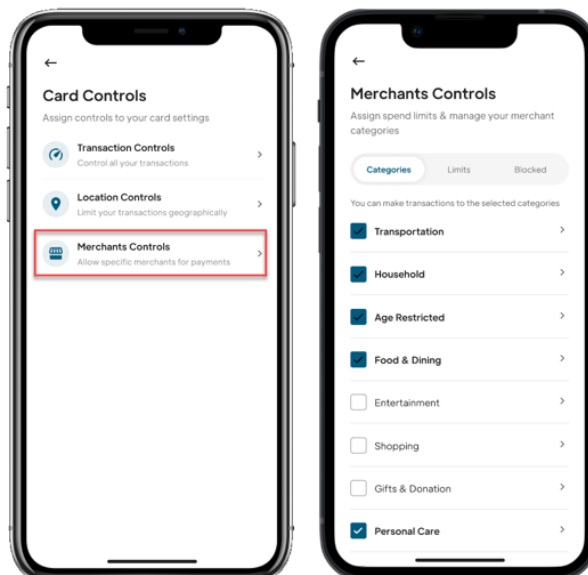 Card Controls
Assign controls to your card settings
Transaction Controls
Control all your transactions
Location Controls
Limit your transactions geographically
Merchants Controls
Allow specific merchants for payments
Merchants Controls
Assign spend limits & manage your merchant
categories
Categories Limits Blocked
You can make transactions to the selected categories
Transportation
Household
Age Restricted
Food & Dining
Entertainment
Shopping
Gifts & Donation
Personal Care